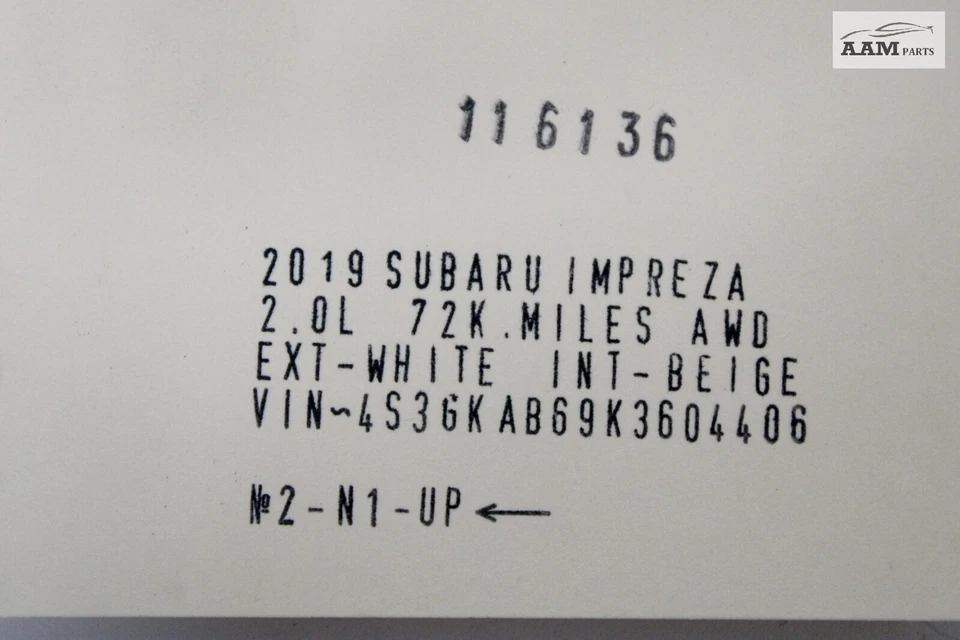 AAM PARTS
116136
2019 SUBARU IMPREZA
2.0L 72K.MILES AWD
EXT-WHITE INT-BEIGE
VIN~4S3GKAB69K3604406
№2-N1-UP←